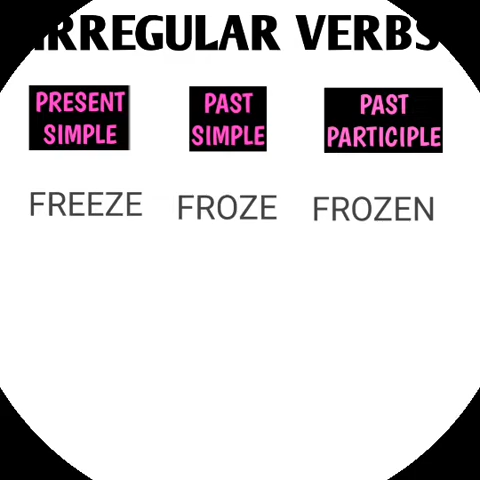 IRREGULAR VERBS
PRESENT SIMPLE
PAST SIMPLE
PAST PARTICIPLE
FREEZE FROZE FROZEN